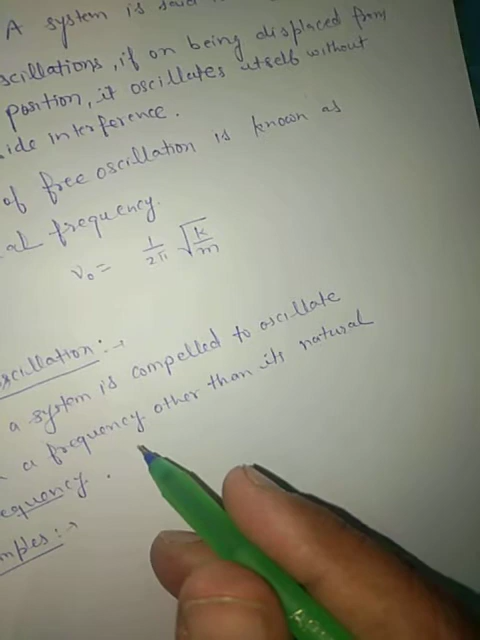 A system is said
scillations, if on being displaced from
position, it oscillates itself without
ide interference.
of free oscillation is known as
al frequency.
ν₀ = 1/2π √k/m
scillation:→
a system is compelled to oscillate
a frequency other than its natural
equency.
mples:→